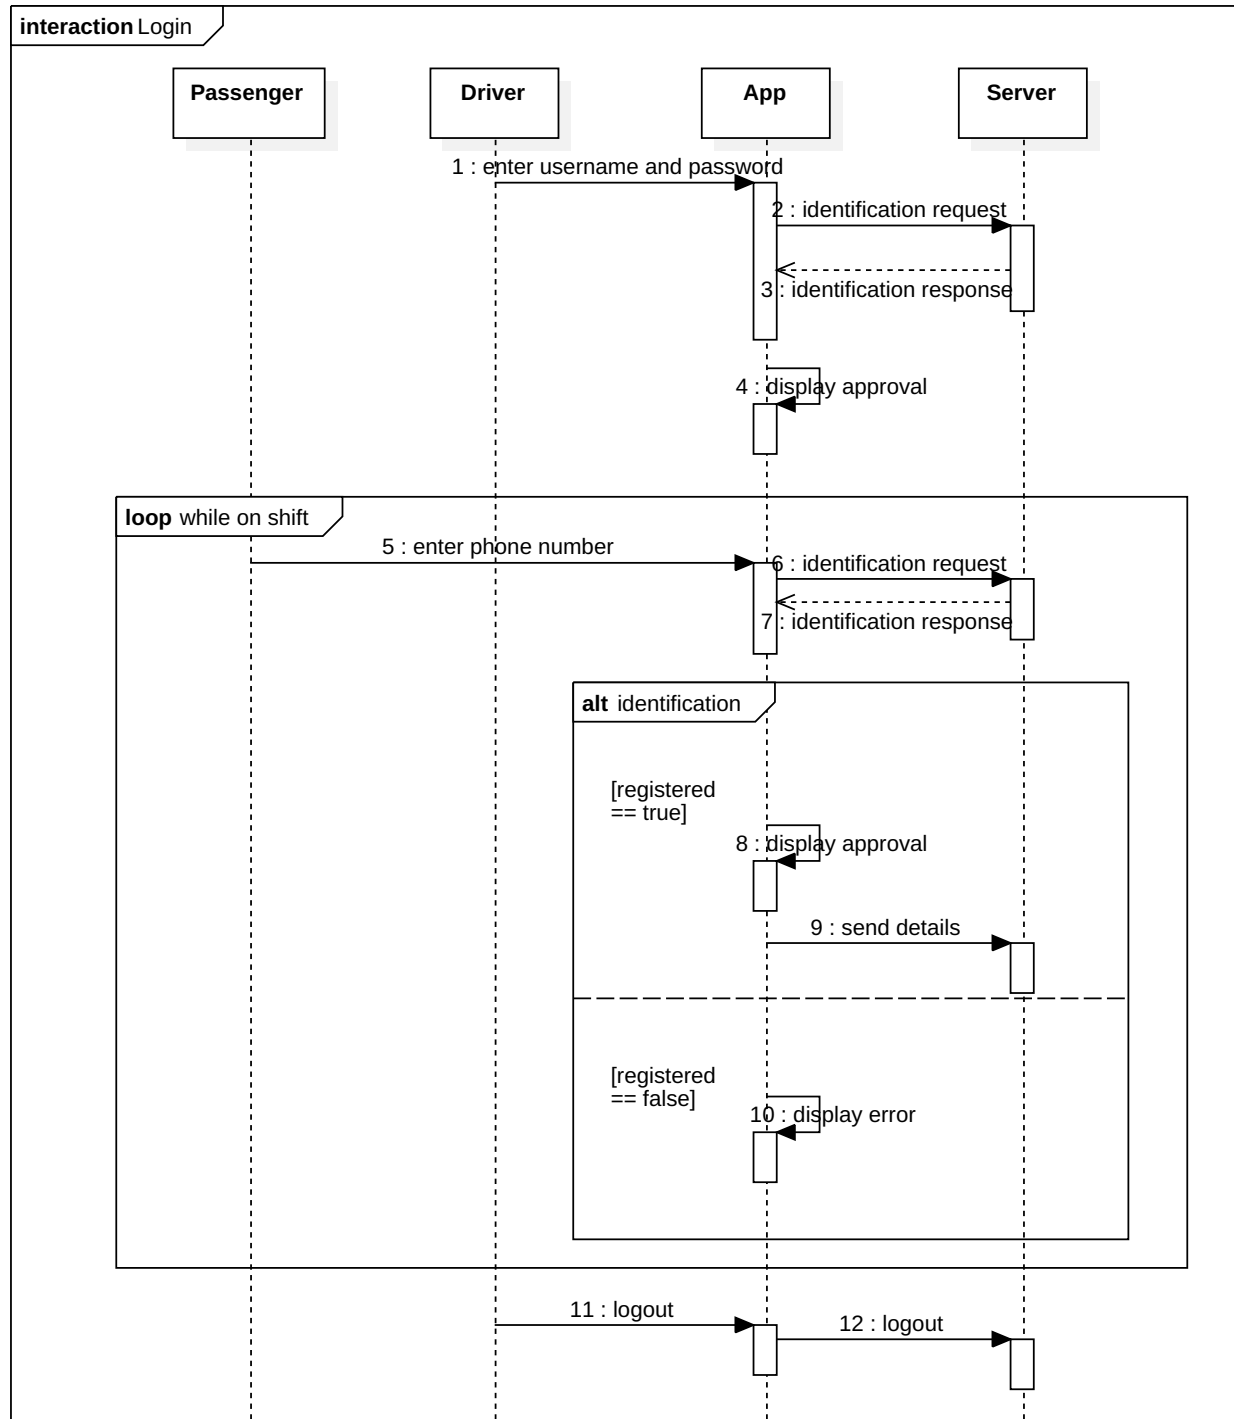 interaction Login
Passenger
Driver
App
Server
1 : enter username and password
2 : identification request
3 : identification response
4 : display approval
loop while on shift
5 : enter phone number
6 : identification request
7 : identification response
alt identification
[registered
== true]
8 : display approval
9 : send details
[registered
== false]
10 : display error
11 : logout
12 : logout